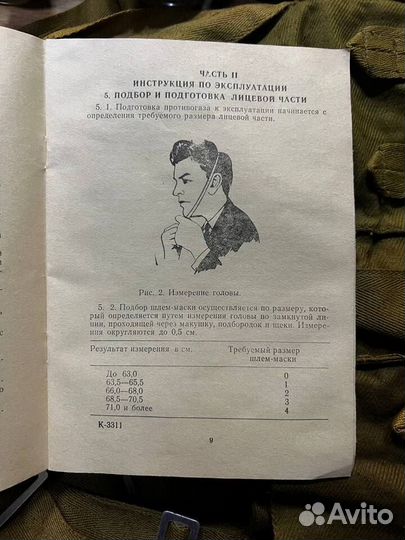 ЧАСТЬ II
ИНСТРУКЦИЯ ПО ЭКСПЛУАТАЦИИ
5. ПОДБОР И ПОДГОТОВКА ЛИЦЕВОЙ ЧАСТИ
5. 1. Подготовка противогаза к эксплуатации начинается с
определения требуемого размера лицевой части.
Рис. 2. Измерение головы.
5. 2. Подбор шлем-маски осуществляется по размеру, кото-
рый определяется путем измерения головы по замкнутой ли-
нии, проходящей через макушку, подбородок и щеки. Измере-
ния округляются до 0,5 см.
Результат измерения в см. Требуемый размер
шлем-маски
До 63,0 0
63,5—65,5 1
66,0—68,0 2
68,5—70,5 3
71,0 и более 4
К-3311
9
Avito